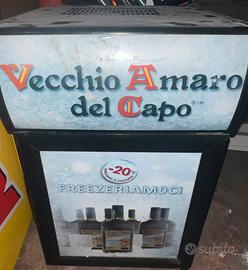 Vecchio Amaro
del Capo
-20
FREEZERIAMOCI
subito